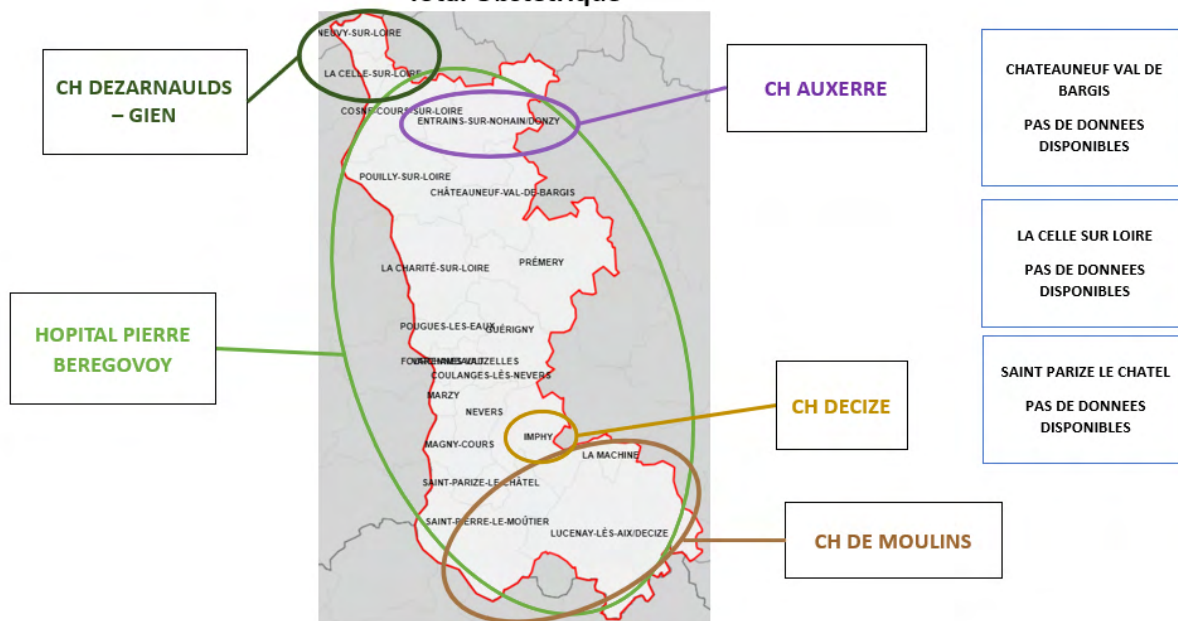 Total Obstétrique
NEUVY-SUR-LOIRE
LA CELLE-SUR-LOIRE
CH DEZARNAULDS
– GIEN
COSNE-COURS-SUR-LOIRE
ENTRAINS-SUR-NOHAIN/DONZY
CH AUXERRE
CHATEAUNEUF VAL DE
BARGIS
PAS DE DONNEES
DISPONIBLES
POUILLY-SUR-LOIRE
CHÂTEAUNEUF-VAL-DE-BARGIS
LA CELLE SUR LOIRE
PAS DE DONNEES
DISPONIBLES
LA CHARITÉ-SUR-LOIRE
PRÉMERY
HOPITAL PIERRE
BEREGOVOY
POUGUES-LES-EAUX
GUÉRIGNY
COULANGES-LÈS-NEVERS
MARZY
NEVERS
SAINT PARIZE LE CHATEL
PAS DE DONNEES
DISPONIBLES
CH DECIZE
MAGNY-COURS
IMPHY
LA MACHINE
SAINT-PARIZE-LE-CHÂTEL
SAINT-PIERRE-LE-MOÛTIER
LUCENAY-LÈS-AIX/DECIZE
CH DE MOULINS